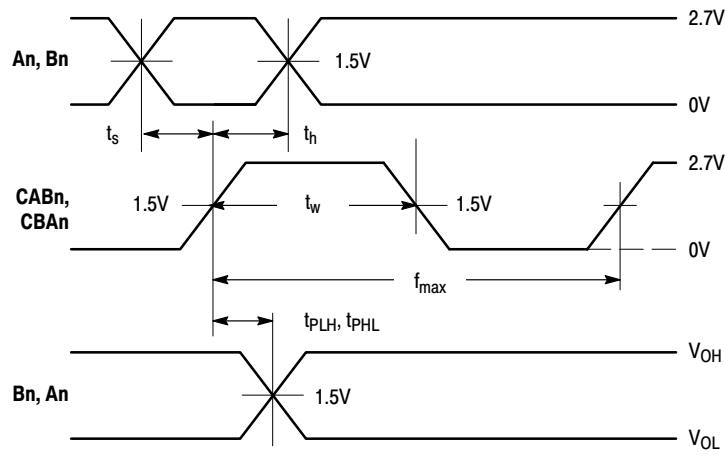 2.7V
An, Bn
1.5V
0V
ts
th
2.7V
CABn,
CBAn
1.5V
tw
1.5V
0V
fmax
tPLH, tPHL
VOH
Bn, An
1.5V
VOL